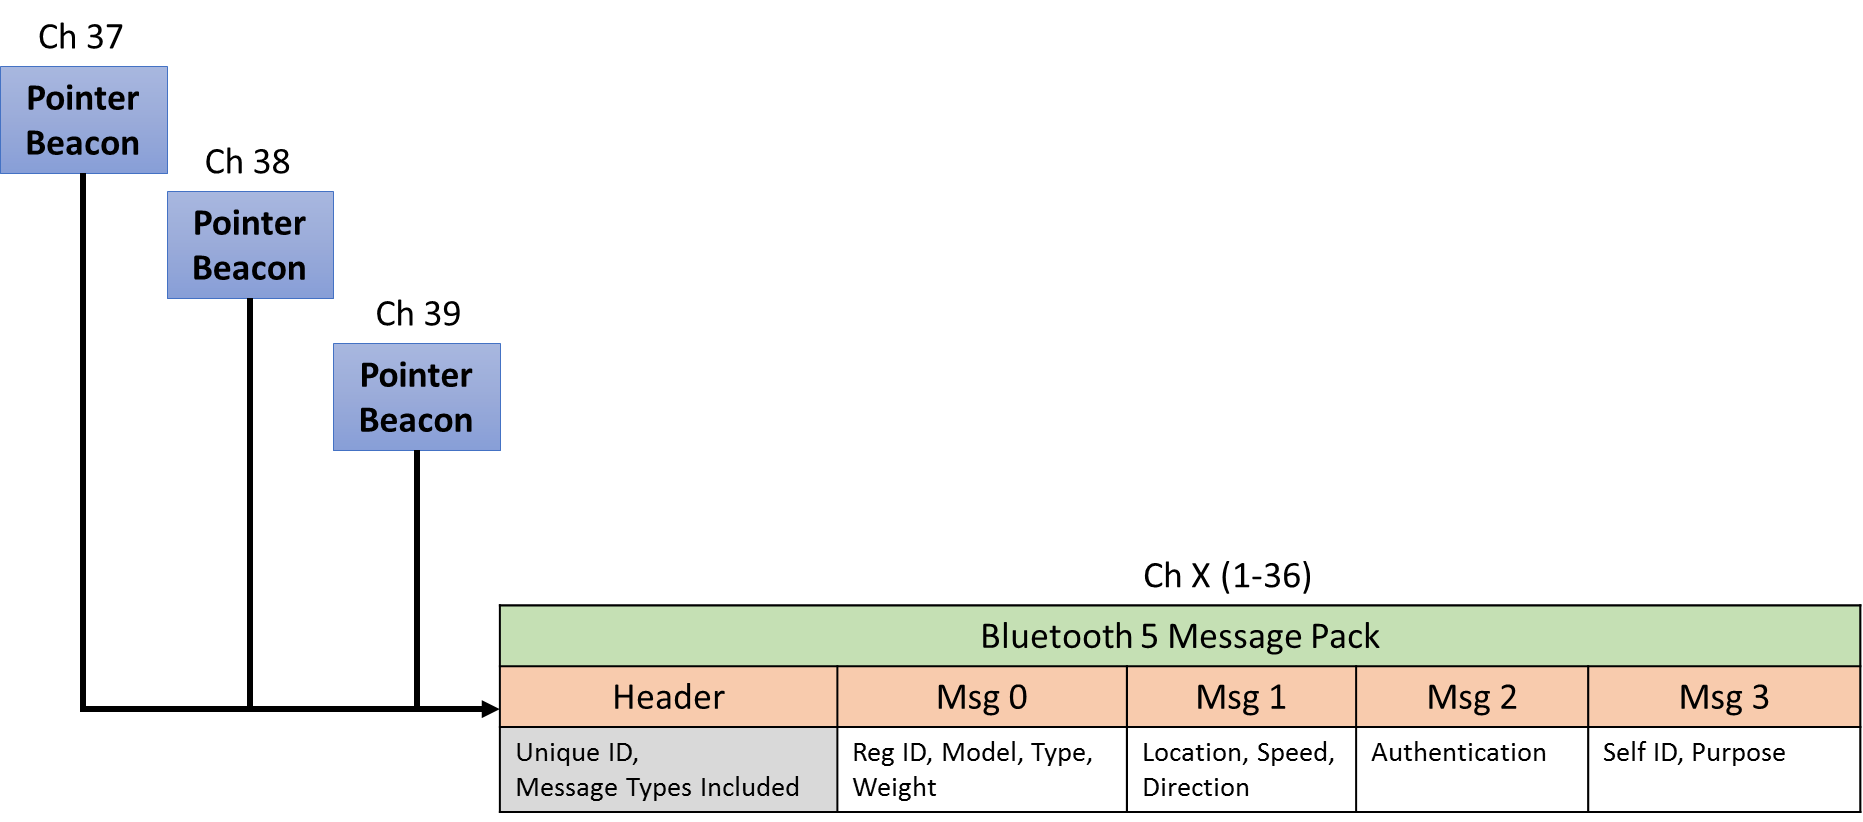 Ch 37
Pointer
Beacon
Ch 38
Pointer
Beacon
Ch 39
Pointer
Beacon
Ch X (1-36)
Bluetooth 5 Message Pack
Header
Msg 0
Msg 1
Msg 2
Msg 3
Unique ID,
Message Types Included
Reg ID, Model, Type,
Weight
Location, Speed,
Direction
Authentication
Self ID, Purpose